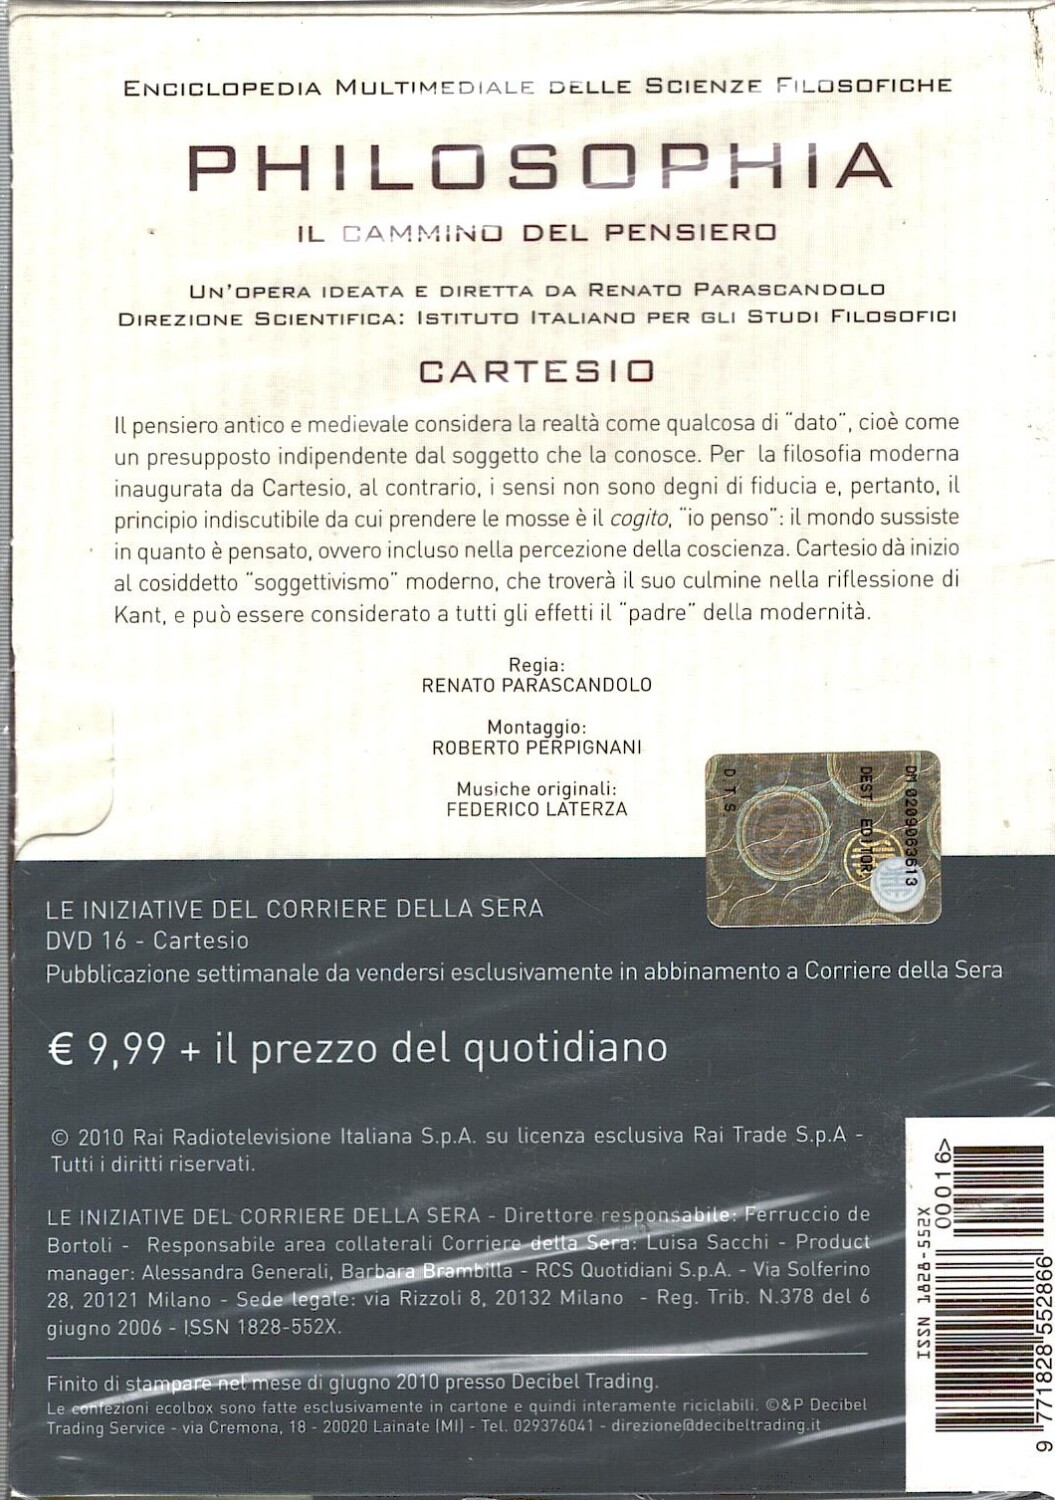 ENCICLOPEDIA MULTIMEDIALE DELLE SCIENZE FILOSOFICHE
PHILOSOPHIA
IL CAMMINO DEL PENSIERO
UN'OPERA IDEATA E DIRETTA DA RENATO PARASCANDOLO
DIREZIONE SCIENTIFICA: ISTITUTO ITALIANO PER GLI STUDI FILOSOFICI
CARTESIO
Il pensiero antico e medievale considera la realtà come qualcosa di "dato", cioè come
un presupposto indipendente dal soggetto che la conosce. Per la filosofia moderna
inaugurata da Cartesio, al contrario, i sensi non sono degni di fiducia e, pertanto, il
principio indiscutibile da cui prendere le mosse è il cogito, "io penso": il mondo sussiste
in quanto è pensato, ovvero incluso nella percezione della coscienza. Cartesio dà inizio
al cosiddetto "soggettivismo" moderno, che troverà il suo culmine nella riflessione di
Kant, e può essere considerato a tutti gli effetti il "padre" della modernità.
Regia:
RENATO PARASCANDOLO
Montaggio:
ROBERTO PERPIGNANI
Musiche originali:
FEDERICO LATERZA
D.T.S.
DEST EDITOR
DM 0209063613
LE INIZIATIVE DEL CORRIERE DELLA SERA
DVD 16 - Cartesio
Pubblicazione settimanale da vendersi esclusivamente in abbinamento a Corriere della Sera
€ 9,99 + il prezzo del quotidiano
© 2010 Rai Radiotelevisione Italiana S.p.A. su licenza esclusiva Rai Trade S.p.A -
Tutti i diritti riservati.
LE INIZIATIVE DEL CORRIERE DELLA SERA - Direttore responsabile: Ferruccio de
Bortoli - Responsabile area collaterali Corriere della Sera: Luisa Sacchi - Product
manager: Alessandra Generali, Barbara Brambilla - RCS Quotidiani S.p.A. - Via Solferino
28, 20121 Milano - Sede legale: via Rizzoli 8, 20132 Milano - Reg. Trib. N.378 del 6
giugno 2006 - ISSN 1828-552X.
Finito di stampare nel mese di giugno 2010 presso Decibel Trading.
Le confezioni ecolbox sono fatte esclusivamente in cartone e quindi interamente riciclabili. ©&P Decibel
Trading Service - via Cremona, 18 - 20020 Lainate (MI) - Tel. 029376041 - direzione@decibeltrading.it
ISSN 1828-552X
00016>
9 771828 552866